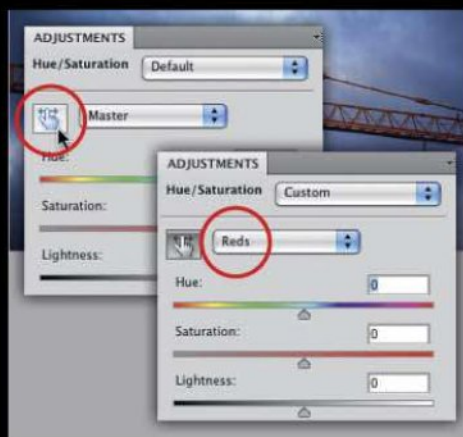 ADJUSTMENTS
Hue/Saturation Default
Master
Hue:
Saturation:
Lightness:
ADJUSTMENTS
Hue/Saturation Custom
Reds
Hue: 0
Saturation: 0
Lightness: 0